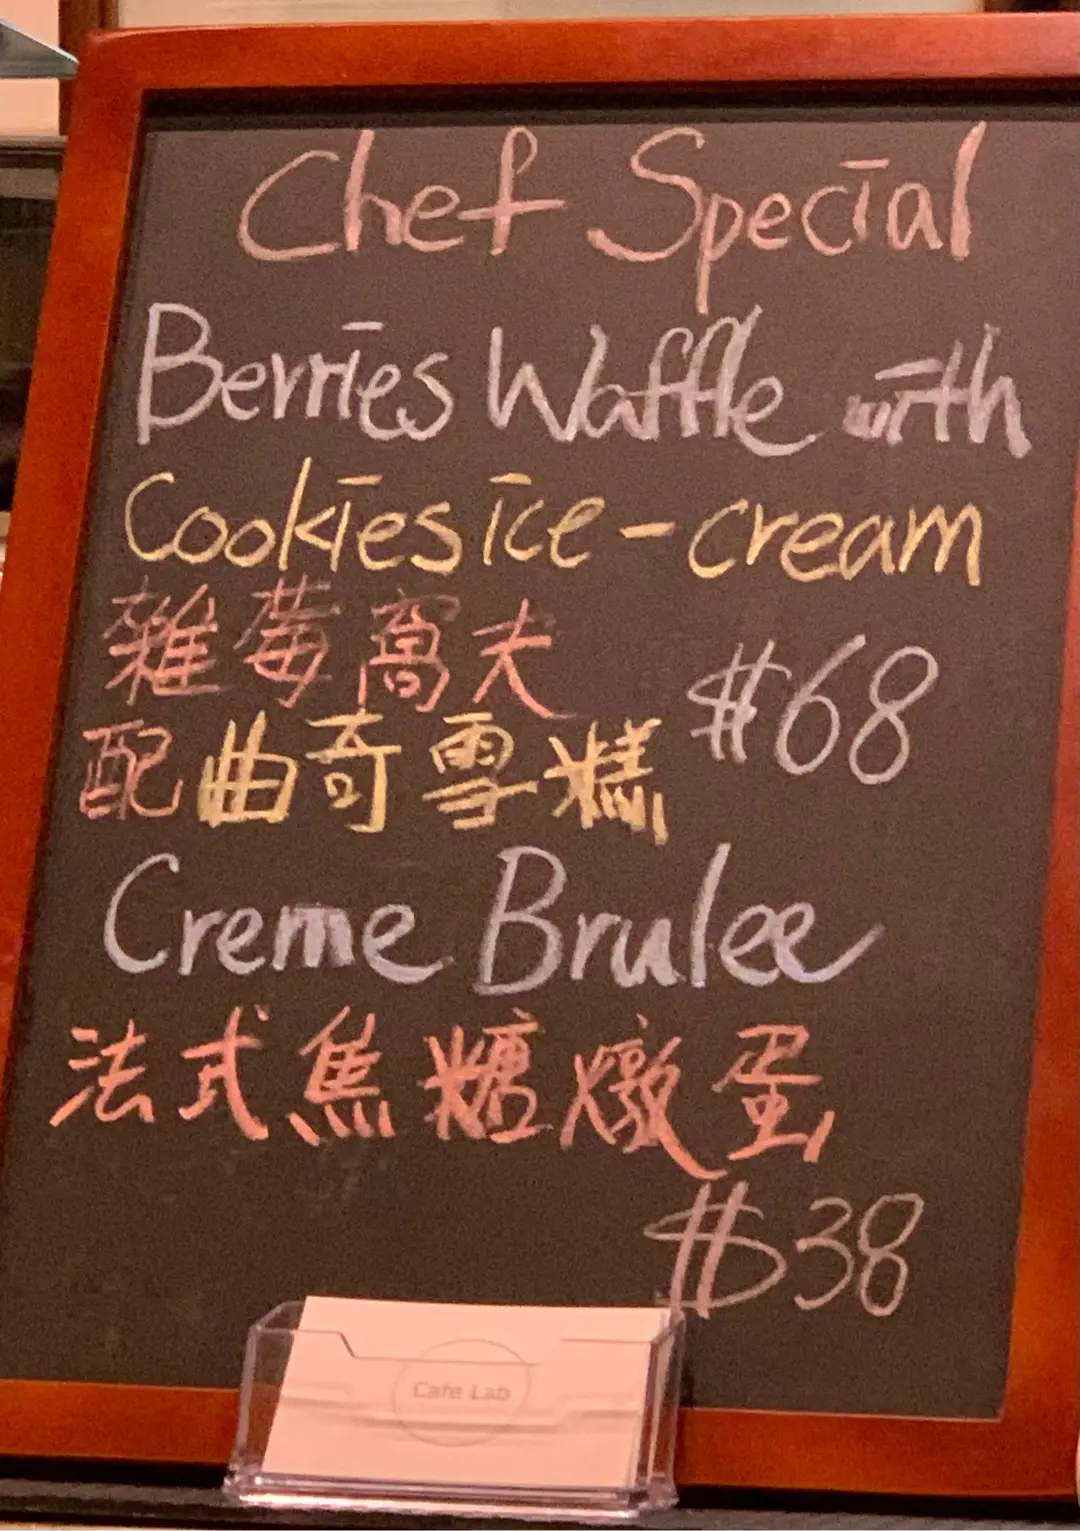 Chef Special
Berries Waffle with
Cookies ice-cream
雜莓窩夫
$68
配曲奇雪糕
Creme Brulee
法式焦糖燉蛋
$38
Cafe Lab